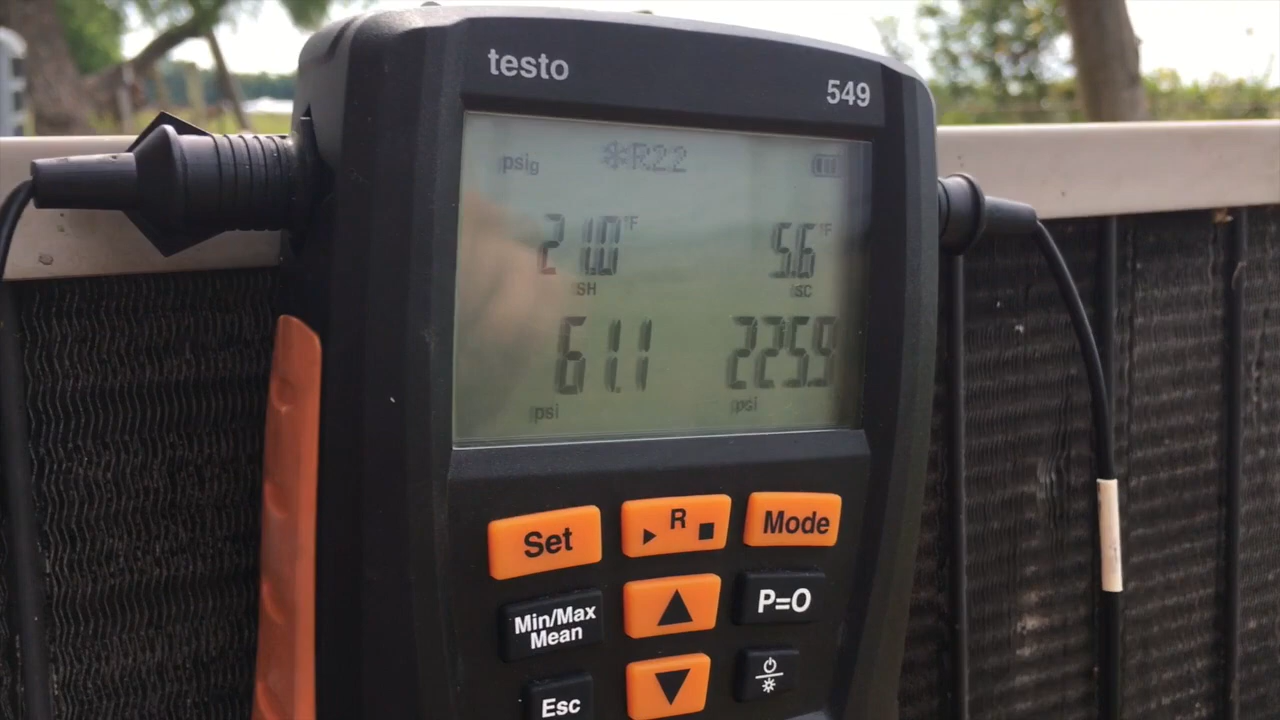 testo
549
psig ❄R22
21.0 °F 5.6 °F
SH SC
61.1 225.9
psi psi
Set ▶ R ■ Mode
Min/Max
Mean
▲ P=O
Esc ▼